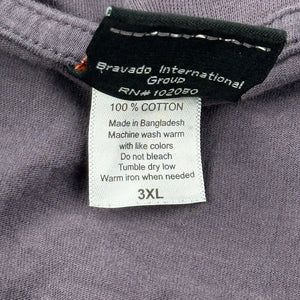 Bravado International
Group
RN# 102080
100 % COTTON
Made in Bangladesh
Machine wash warm
with like colors
Do not bleach
Tumble dry low
Warm iron when needed
3XL